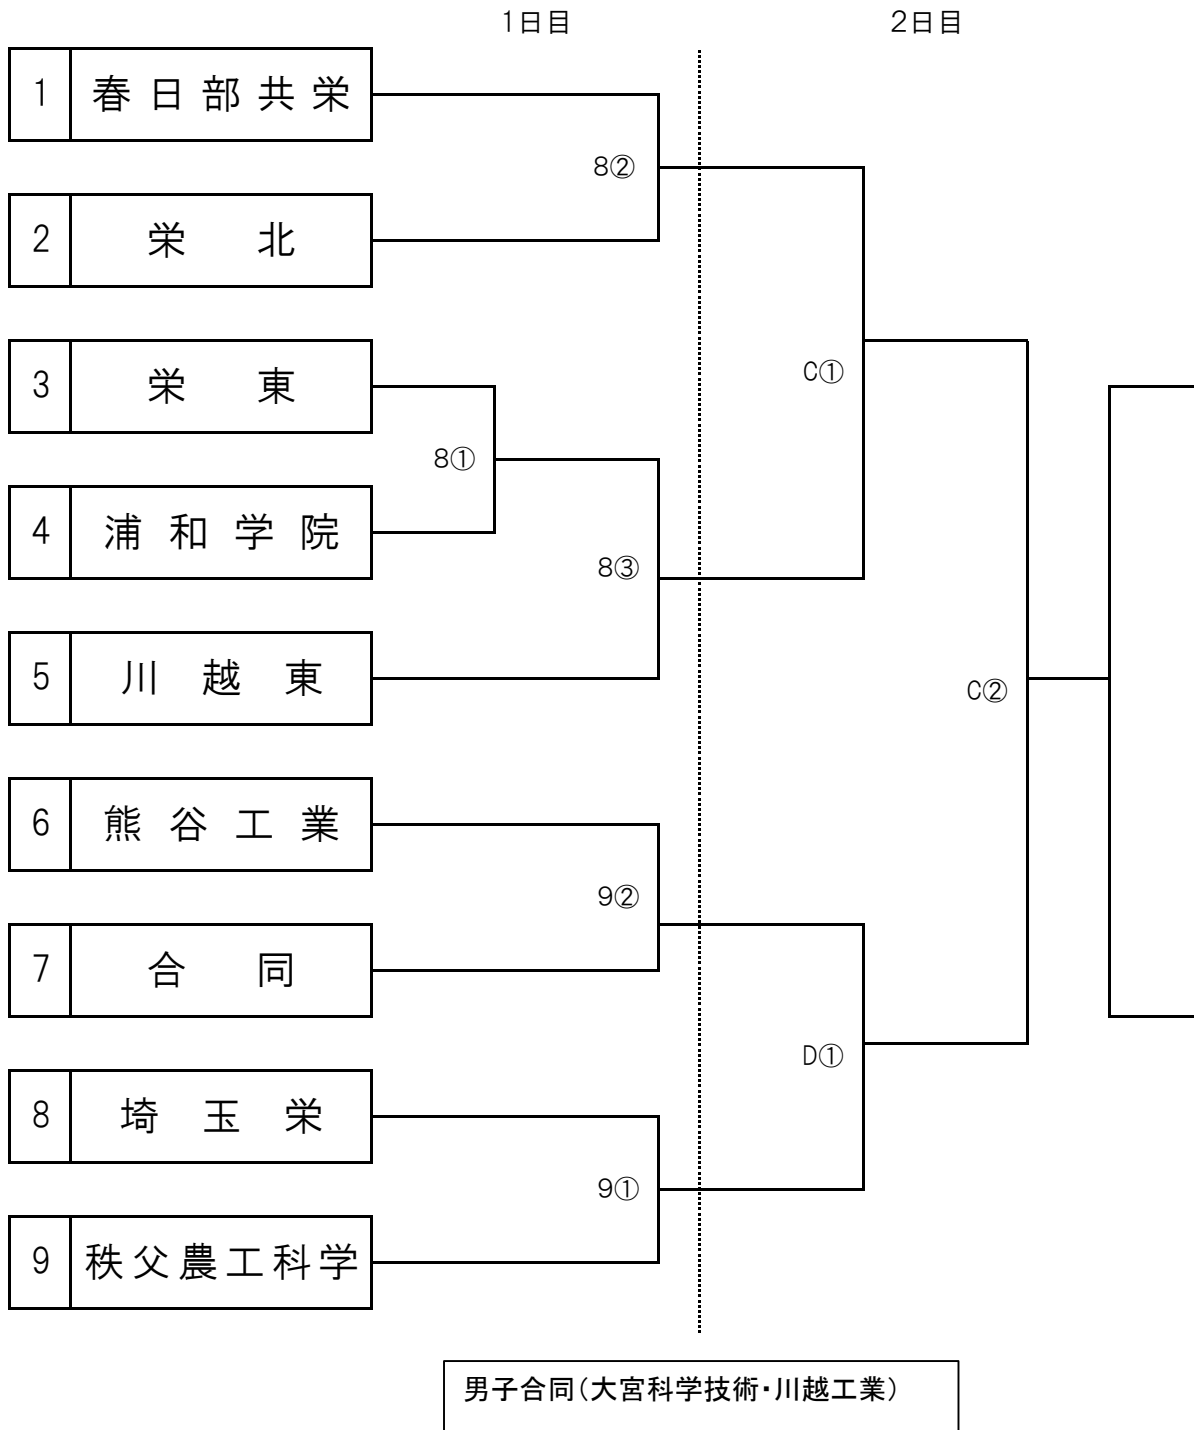 1日目 2日目
1 春日部共栄
8②
2 栄北
3 栄東
C①
8①
4 浦和学院
8③
5 川越東
C②
6 熊谷工業
9②
7 合同
D①
8 埼玉栄
9①
9 秩父農工科学
男子合同(大宮科学技術・川越工業)